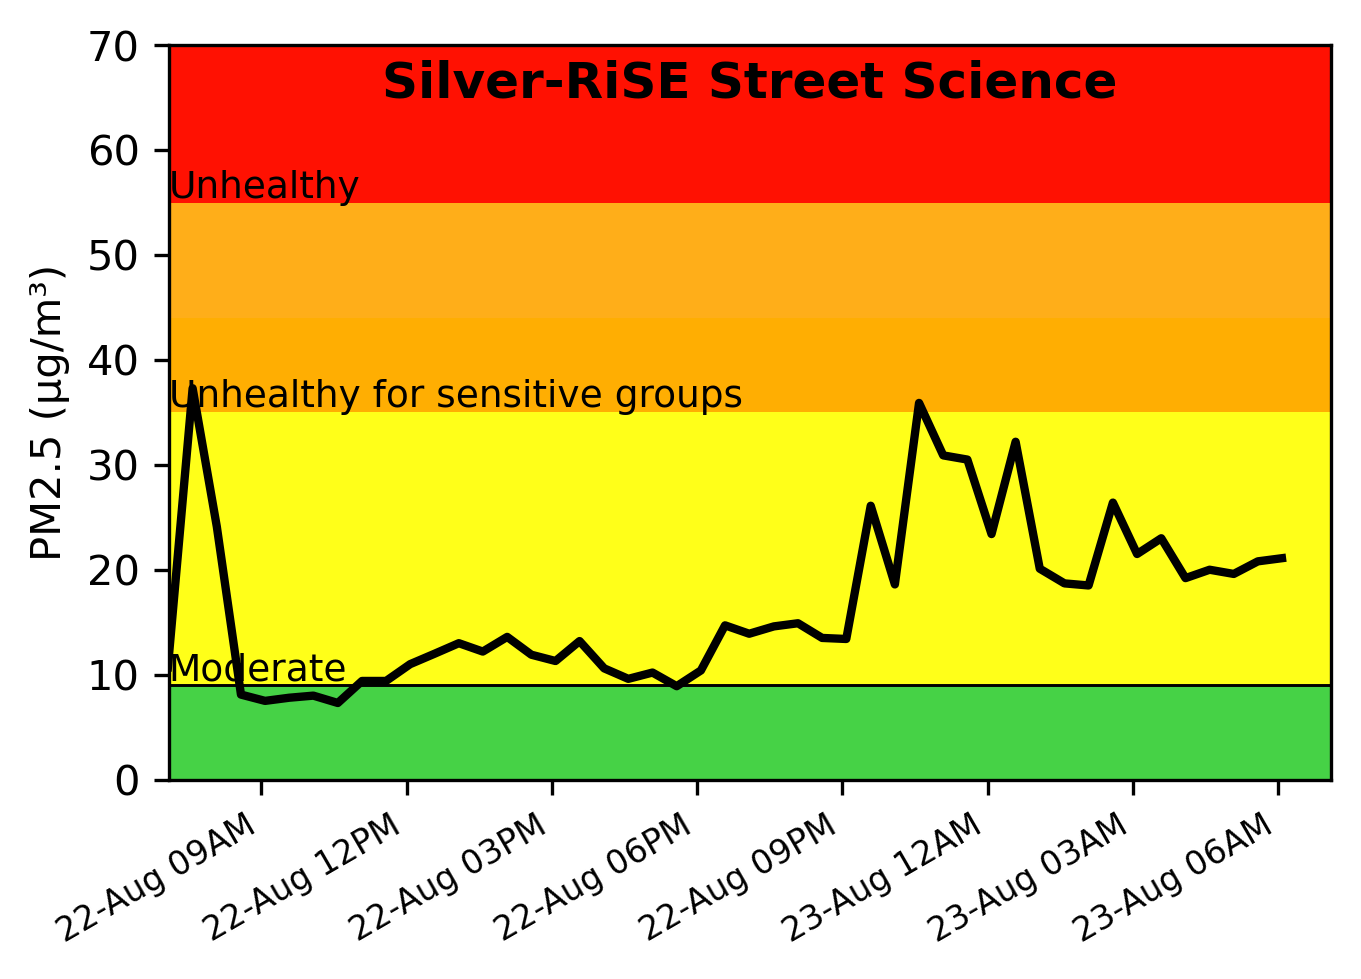 Silver-RiSE Street Science
70
60
50
40
30
20
10
0
PM2.5 (µg/m³)
Unhealthy
Unhealthy for sensitive groups
Moderate
22-Aug 09AM
22-Aug 12PM
22-Aug 03PM
22-Aug 06PM
22-Aug 09PM
23-Aug 12AM
23-Aug 03AM
23-Aug 06AM